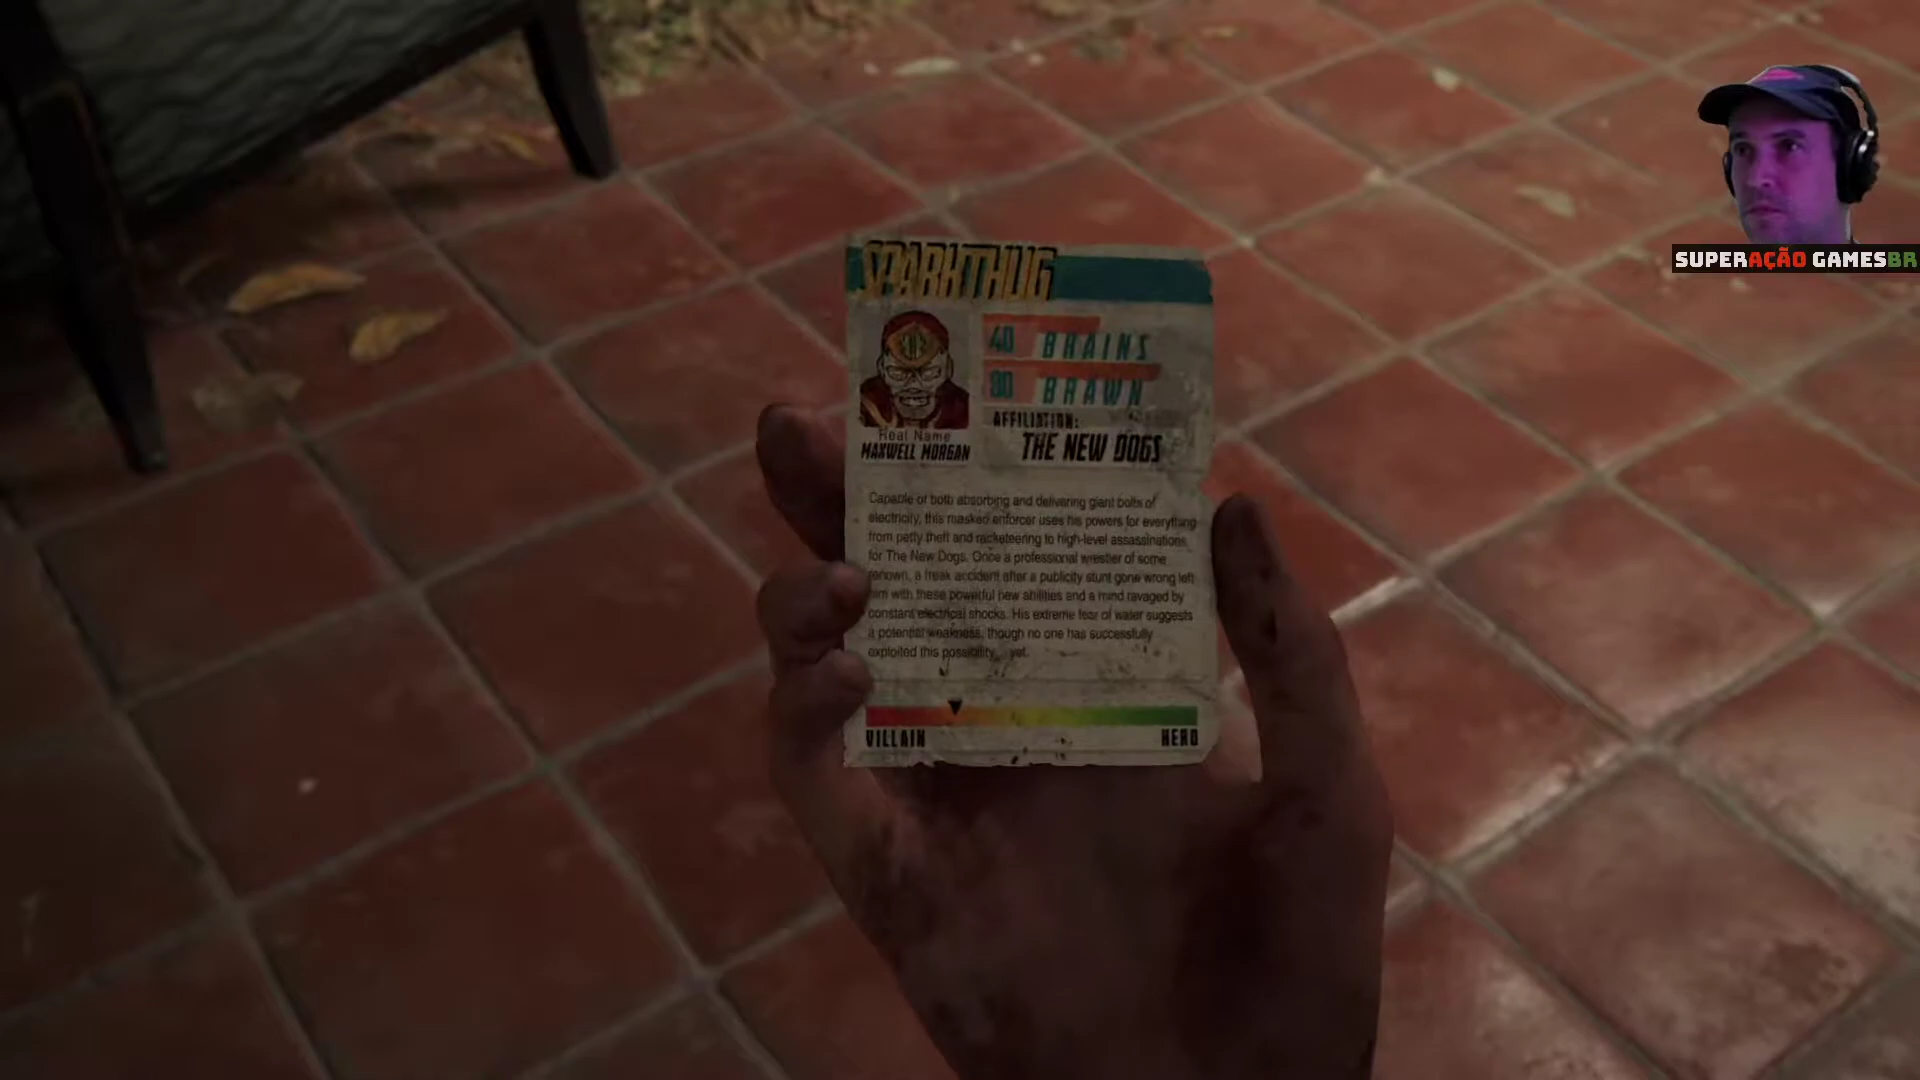 SPARKTHUG
40 BRAINS
80 BRAWN
AFFILIATION:
THE NEW DOGS
Real Name
MAXWELL MORGAN
Capable of both absorbing and delivering giant bolts of
electricity, this masked enforcer uses his powers for everything
from petty theft and racketeering to high-level assassinations
for The New Dogs. Once a professional wrestler of some
renown, a freak accident after a publicity stunt gone wrong left
him with these powerful new abilities and a mind ravaged by
constant electrical shocks. His extreme fear of water suggests
a potential weakness, though no one has successfully
exploited this possibility... yet.
VILLAIN
HERO
SUPERAÇÃO GAMESBR